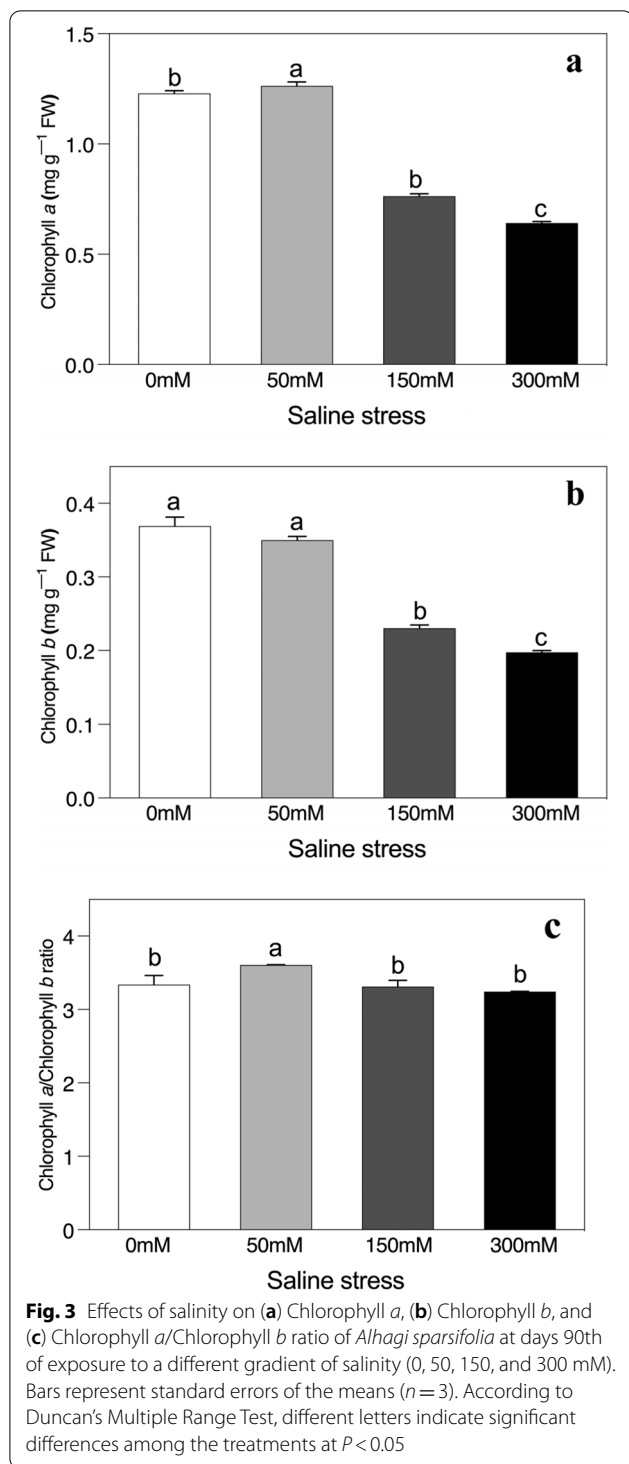 1.5
b
a
a
1.0
b
c
0.5
0.0
Chlorophyll a (mg g⁻¹ FW)
0mM 50mM 150mM 300mM
Saline stress
b
0.4
a
a
0.3
b
c
0.2
0.1
0.0
Chlorophyll b (mg g⁻¹ FW)
0mM 50mM 150mM 300mM
Saline stress
c
4
b
a
b
b
3
2
1
0
Chlorophyll a/Chlorophyll b ratio
0mM 50mM 150mM 300mM
Saline stress
Fig. 3 Effects of salinity on (a) Chlorophyll a, (b) Chlorophyll b, and
(c) Chlorophyll a/Chlorophyll b ratio of Alhagi sparsifolia at days 90th
of exposure to a different gradient of salinity (0, 50, 150, and 300 mM).
Bars represent standard errors of the means (n = 3). According to
Duncan's Multiple Range Test, different letters indicate significant
differences among the treatments at P < 0.05